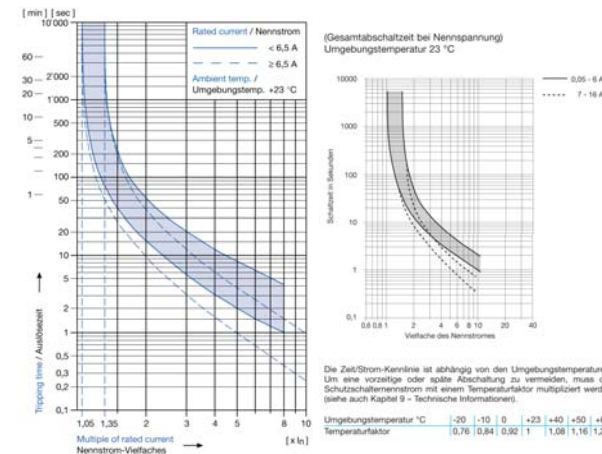 [ min ] [ sec ]
10'000
60
30
20
10
5
1
2'000
1'000
500
200
100
50
20
10
5
2
1
0,5
0,3
0,2
0,1
Tripping time / Auslösezeit
Rated current / Nennstrom
< 6,5 A
≥ 6,5 A
Ambient temp. /
Umgebungstemp. +23 °C
1,05 1,35 2 3 4 5 8 10
Multiple of rated current
Nennstrom-Vielfaches
[ x In ]
(Gesamtabschaltzeit bei Nennspannung)
Umgebungstemperatur 23 °C
0,05 - 6 A
7 - 16 A
10000
1000
100
10
1
0,1
Schaltzeit in Sekunden
0,6 0,8 1 2 4 6 8 10 20 40
Vielfache des Nennstromes
Die Zeit/Strom-Kennlinie ist abhängig von den Umgebungstemperature
Um eine vorzeitige oder späte Abschaltung zu vermeiden, muss d
Schutzschalternennstrom mit einem Temperaturfaktor multipliziert werd
(siehe auch Kapitel 9 – Technische Informationen).
Umgebungstemperatur °C -20 -10 0 +23 +40 +50
Temperaturfaktor 0,76 0,84 0,92 1 1,08 1,16